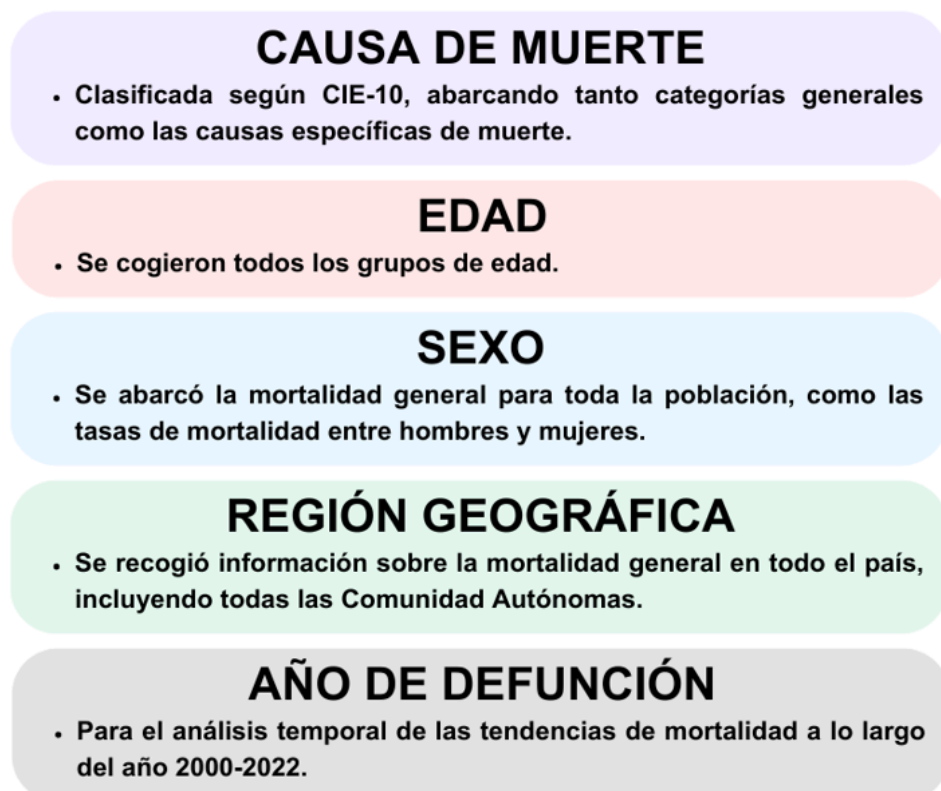 CAUSA DE MUERTE
• Clasificada según CIE-10, abarcando tanto categorías generales
como las causas específicas de muerte.
EDAD
• Se cogieron todos los grupos de edad.
SEXO
• Se abarcó la mortalidad general para toda la población, como las
tasas de mortalidad entre hombres y mujeres.
REGIÓN GEOGRÁFICA
• Se recogió información sobre la mortalidad general en todo el país,
incluyendo todas las Comunidad Autónomas.
AÑO DE DEFUNCIÓN
• Para el análisis temporal de las tendencias de mortalidad a lo largo
del año 2000-2022.